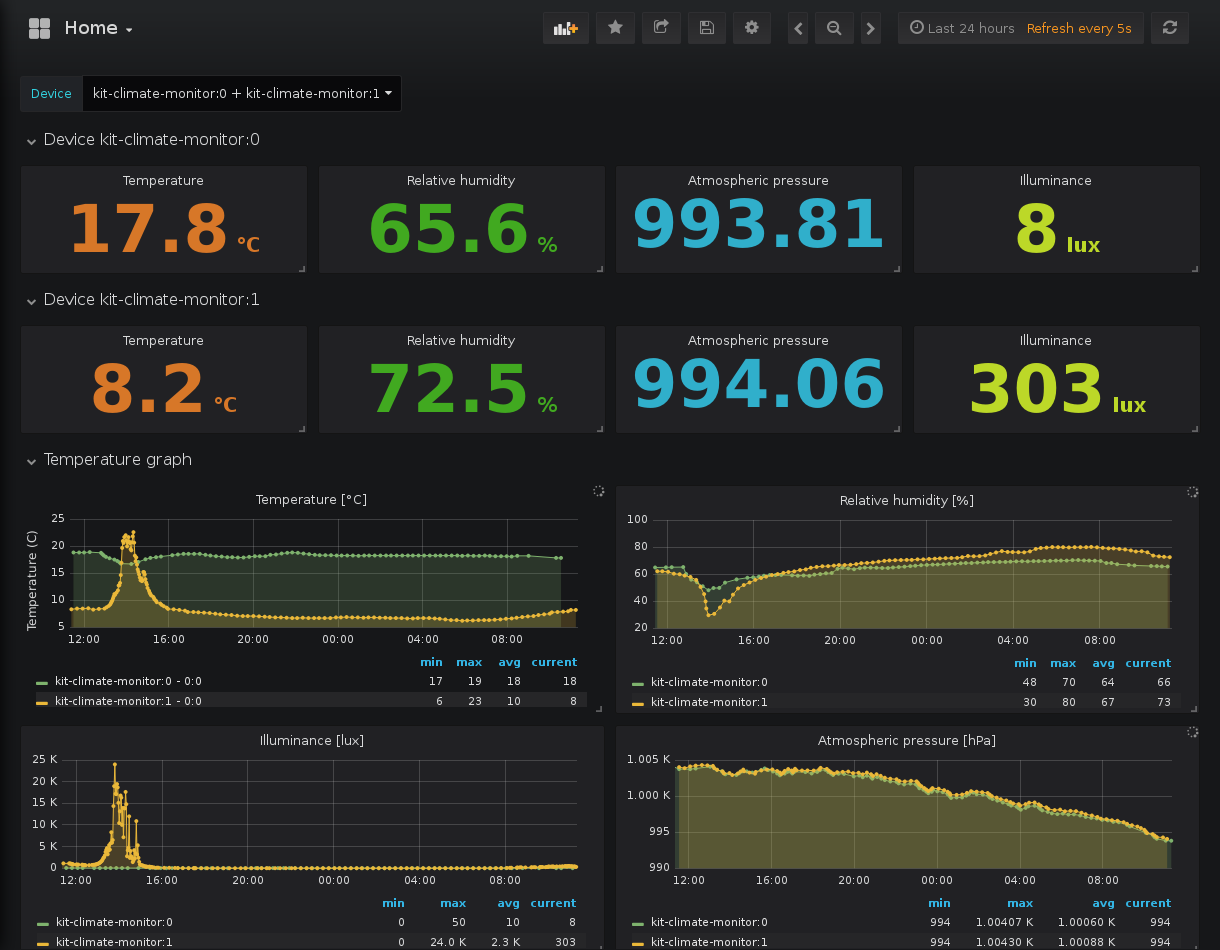 Home
Last 24 hours Refresh every 5s
Device kit-climate-monitor:0 + kit-climate-monitor:1
Device kit-climate-monitor:0
Temperature Relative humidity Atmospheric pressure Illuminance
17.8 °C 65.6 % 993.81 8 lux
Device kit-climate-monitor:1
Temperature Relative humidity Atmospheric pressure Illuminance
8.2 °C 72.5 % 994.06 303 lux
Temperature graph
Temperature [°C]
Temperature (C)
25
20
15
10
5
12:00 16:00 20:00 00:00 04:00 08:00
min max avg current
kit-climate-monitor:0 - 0:0 17 19 18 18
kit-climate-monitor:1 - 0:0 6 23 10 8
Relative humidity [%]
100
80
60
40
20
12:00 16:00 20:00 00:00 04:00 08:00
min max avg current
kit-climate-monitor:0 48 70 64 66
kit-climate-monitor:1 30 80 67 73
Illuminance [lux]
25 K
20 K
15 K
10 K
5 K
0
12:00 16:00 20:00 00:00 04:00 08:00
min max avg current
kit-climate-monitor:0 0 50 10 8
kit-climate-monitor:1 0 24.0 K 2.3 K 303
Atmospheric pressure [hPa]
1.005 K
1.000 K
995
990
12:00 16:00 20:00 00:00 04:00 08:00
min max avg current
kit-climate-monitor:0 994 1.00407 K 1.00060 K 994
kit-climate-monitor:1 994 1.00430 K 1.00088 K 994